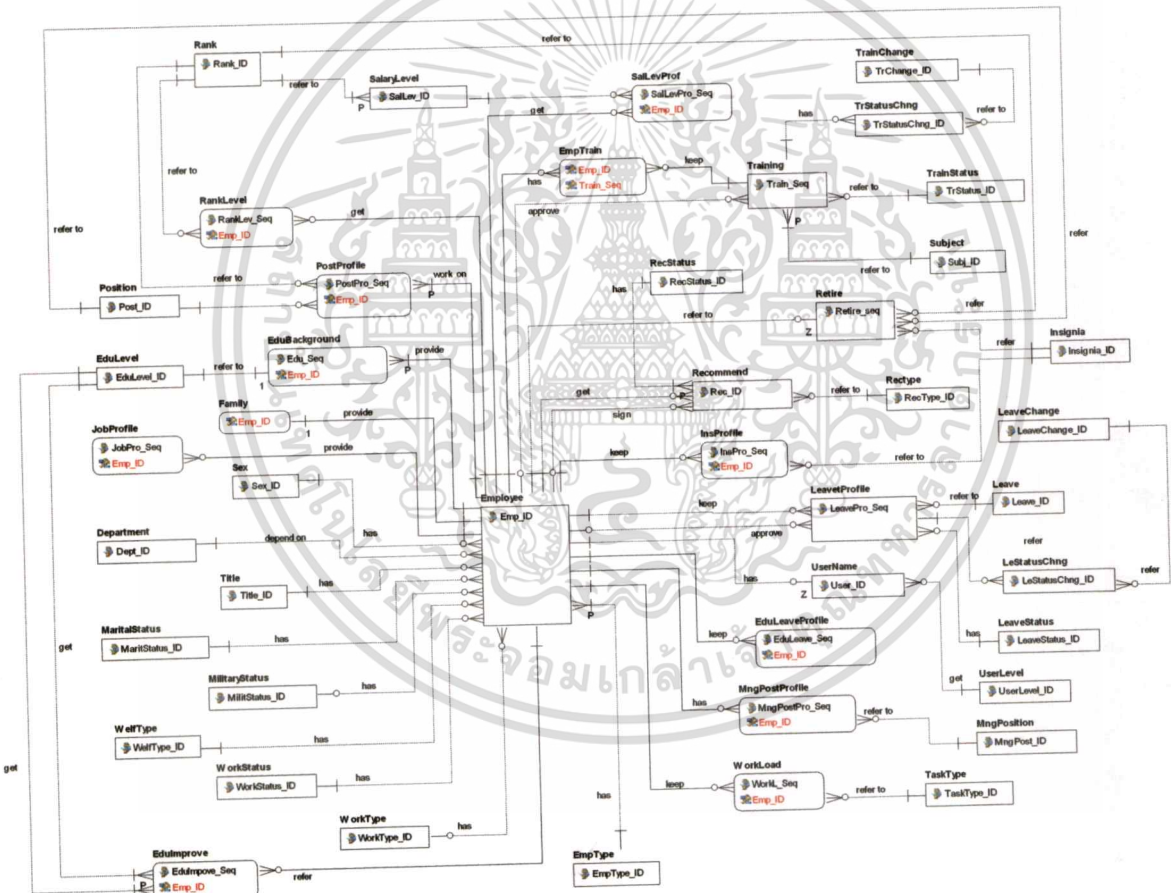 Rank
Rank_ID
refer to
TrainChange
TrChange_ID
refer to
SalaryLevel
SalLev_ID
P
SalLevProf
SalLevPro_Seq
Emp_ID
get
TrStatusChng
TrStatusChng_ID
has
refer to
EmpTrain
Emp_ID
Train_Seq
has
keep
Training
Train_Seq
P
approve
refer to
TrainStatus
TrStatus_ID
refer to
refer to
RankLevel
RankLev_Seq
Emp_ID
get
refer
Subject
Subj_ID
refer to
refer to
PostProfile
PostPro_Seq
Emp_ID
work_on
P
RecStatus
RecStatus_ID
has
Position
Post_ID
Retire
Retire_seq
Z
refer to
refer
refer
Insignia
Insignia_ID
EduLevel
EduLevel_ID
refer to
1
EduBackground
Edu_Seq
Emp_ID
provide
P
Recommend
Rec_ID
P
get
sign
refer to
Rectype
RecType_ID
Family
Emp_ID
provide
1
JobProfile
JobPro_Seq
Emp_ID
provide
InsProfile
InsPro_Seq
Emp_ID
keep
refer to
LeaveChange
LeaveChange_ID
Sex
Sex_ID
has
Employee
Emp_ID
P
LeavetProfile
LeavePro_Seq
keep
approve
refer to
Leave
Leave_ID
Department
Dept_ID
depend on
refer
LeStatusChng
LeStatusChng_ID
refer
Title
Title_ID
has
UserName
User_ID
has
Z
MaritalStatus
MaritStatus_ID
has
get
EduLeaveProfile
EduLeave_Seq
Emp_ID
keep
has
LeaveStatus
LeaveStatus_ID
MilitaryStatus
MilitStatus_ID
has
get
UserLevel
UserLevel_ID
MngPostProfile
MngPostPro_Seq
Emp_ID
has
refer to
MngPosition
MngPost_ID
WelfType
WelfType_ID
has
get
WorkStatus
WorkStatus_ID
has
WorkLoad
WorkL_Seq
Emp_ID
keep
refer to
TaskType
TaskType_ID
has
WorkType
WorkType_ID
has
EmpType
EmpType_ID
EduImprove
EduImpove_Seq
Emp_ID
P
refer